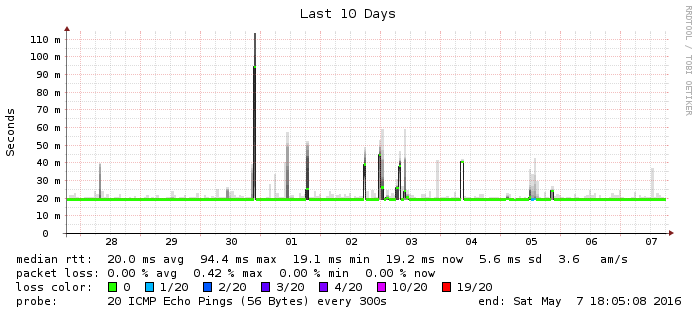 Last 10 Days
RRDTOOL / TOBI OETIKER
Seconds
110 m
100 m
90 m
80 m
70 m
60 m
50 m
40 m
30 m
20 m
10 m
0
28 29 30 01 02 03 04 05 06 07
median rtt: 20.0 ms avg 94.4 ms max 19.1 ms min 19.2 ms now 5.6 ms sd 3.6 am/s
packet loss: 0.00 % avg 0.42 % max 0.00 % min 0.00 % now
loss color: 0 1/20 2/20 3/20 4/20 10/20 19/20
probe: 20 ICMP Echo Pings (56 Bytes) every 300s end: Sat May 7 18:05:08 2016